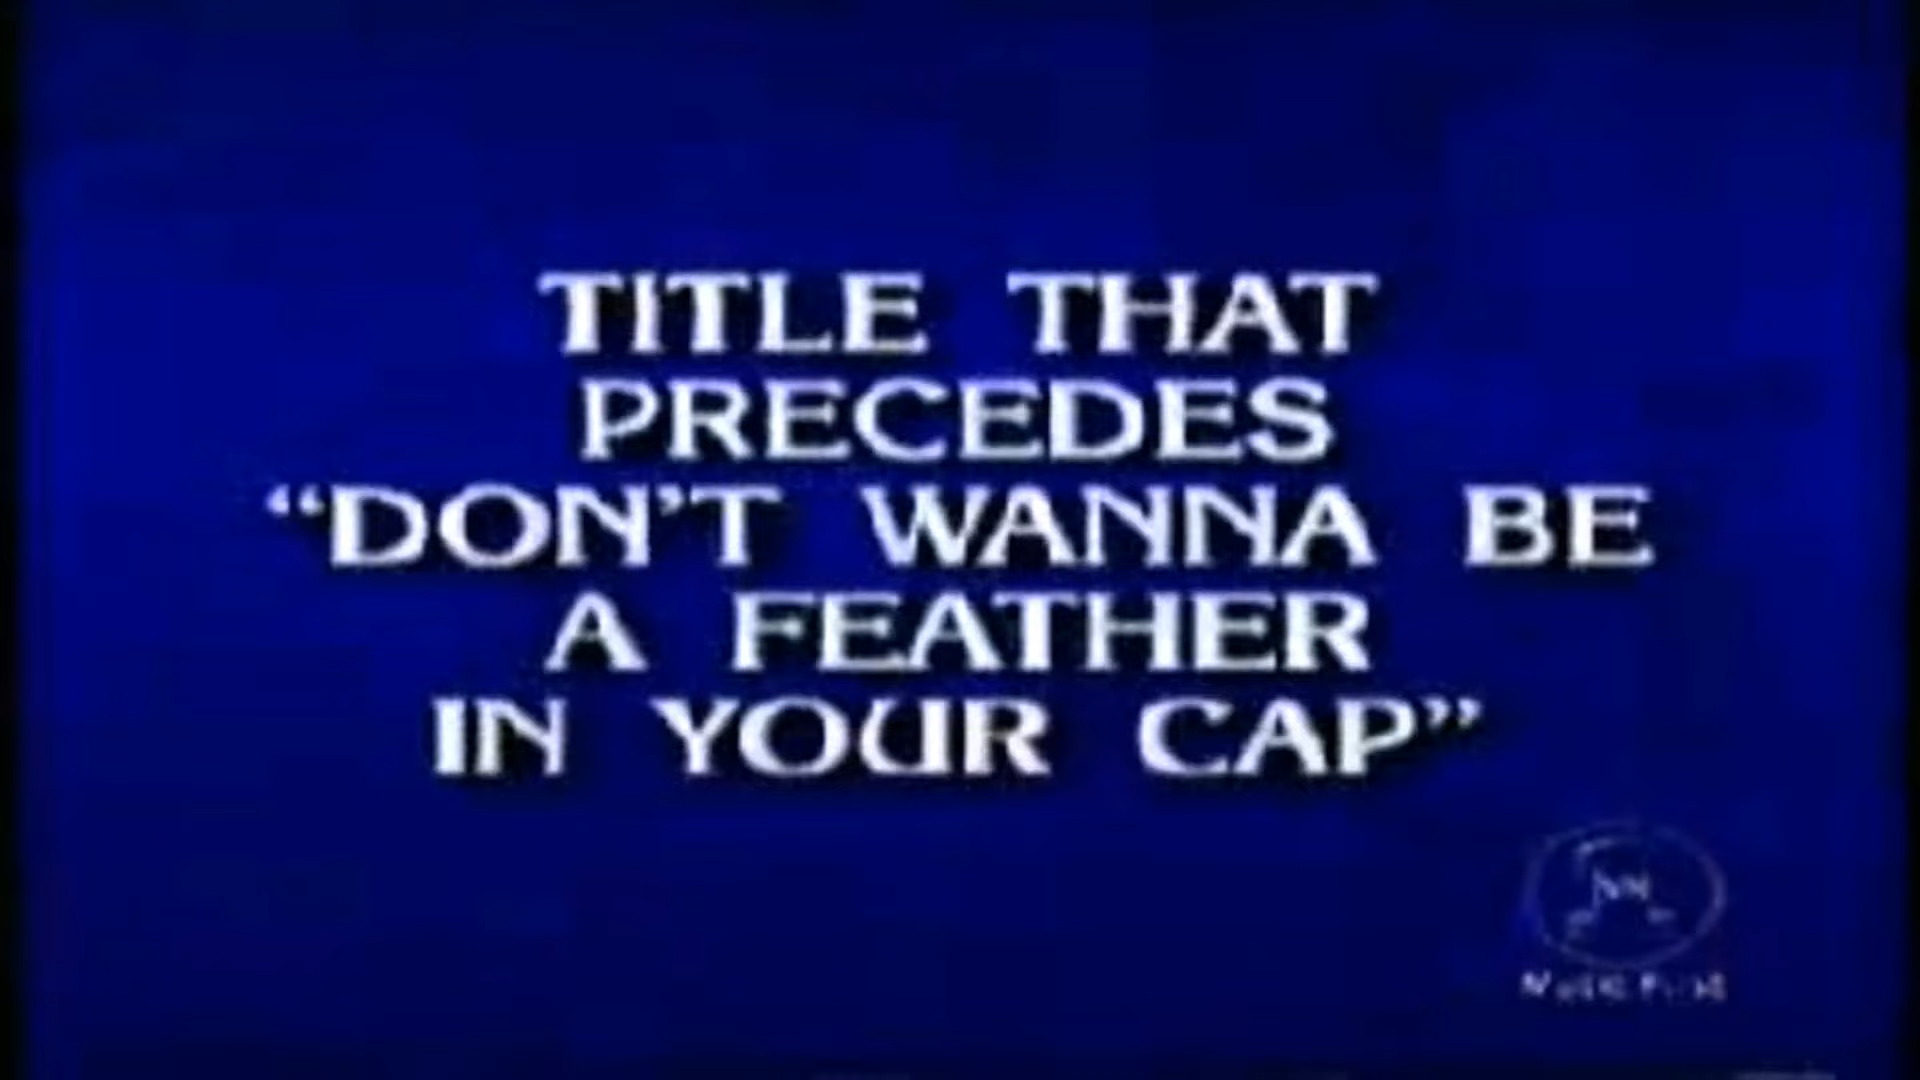 TITLE THAT
PRECEDES
“DON’T WANNA BE
A FEATHER
IN YOUR CAP”